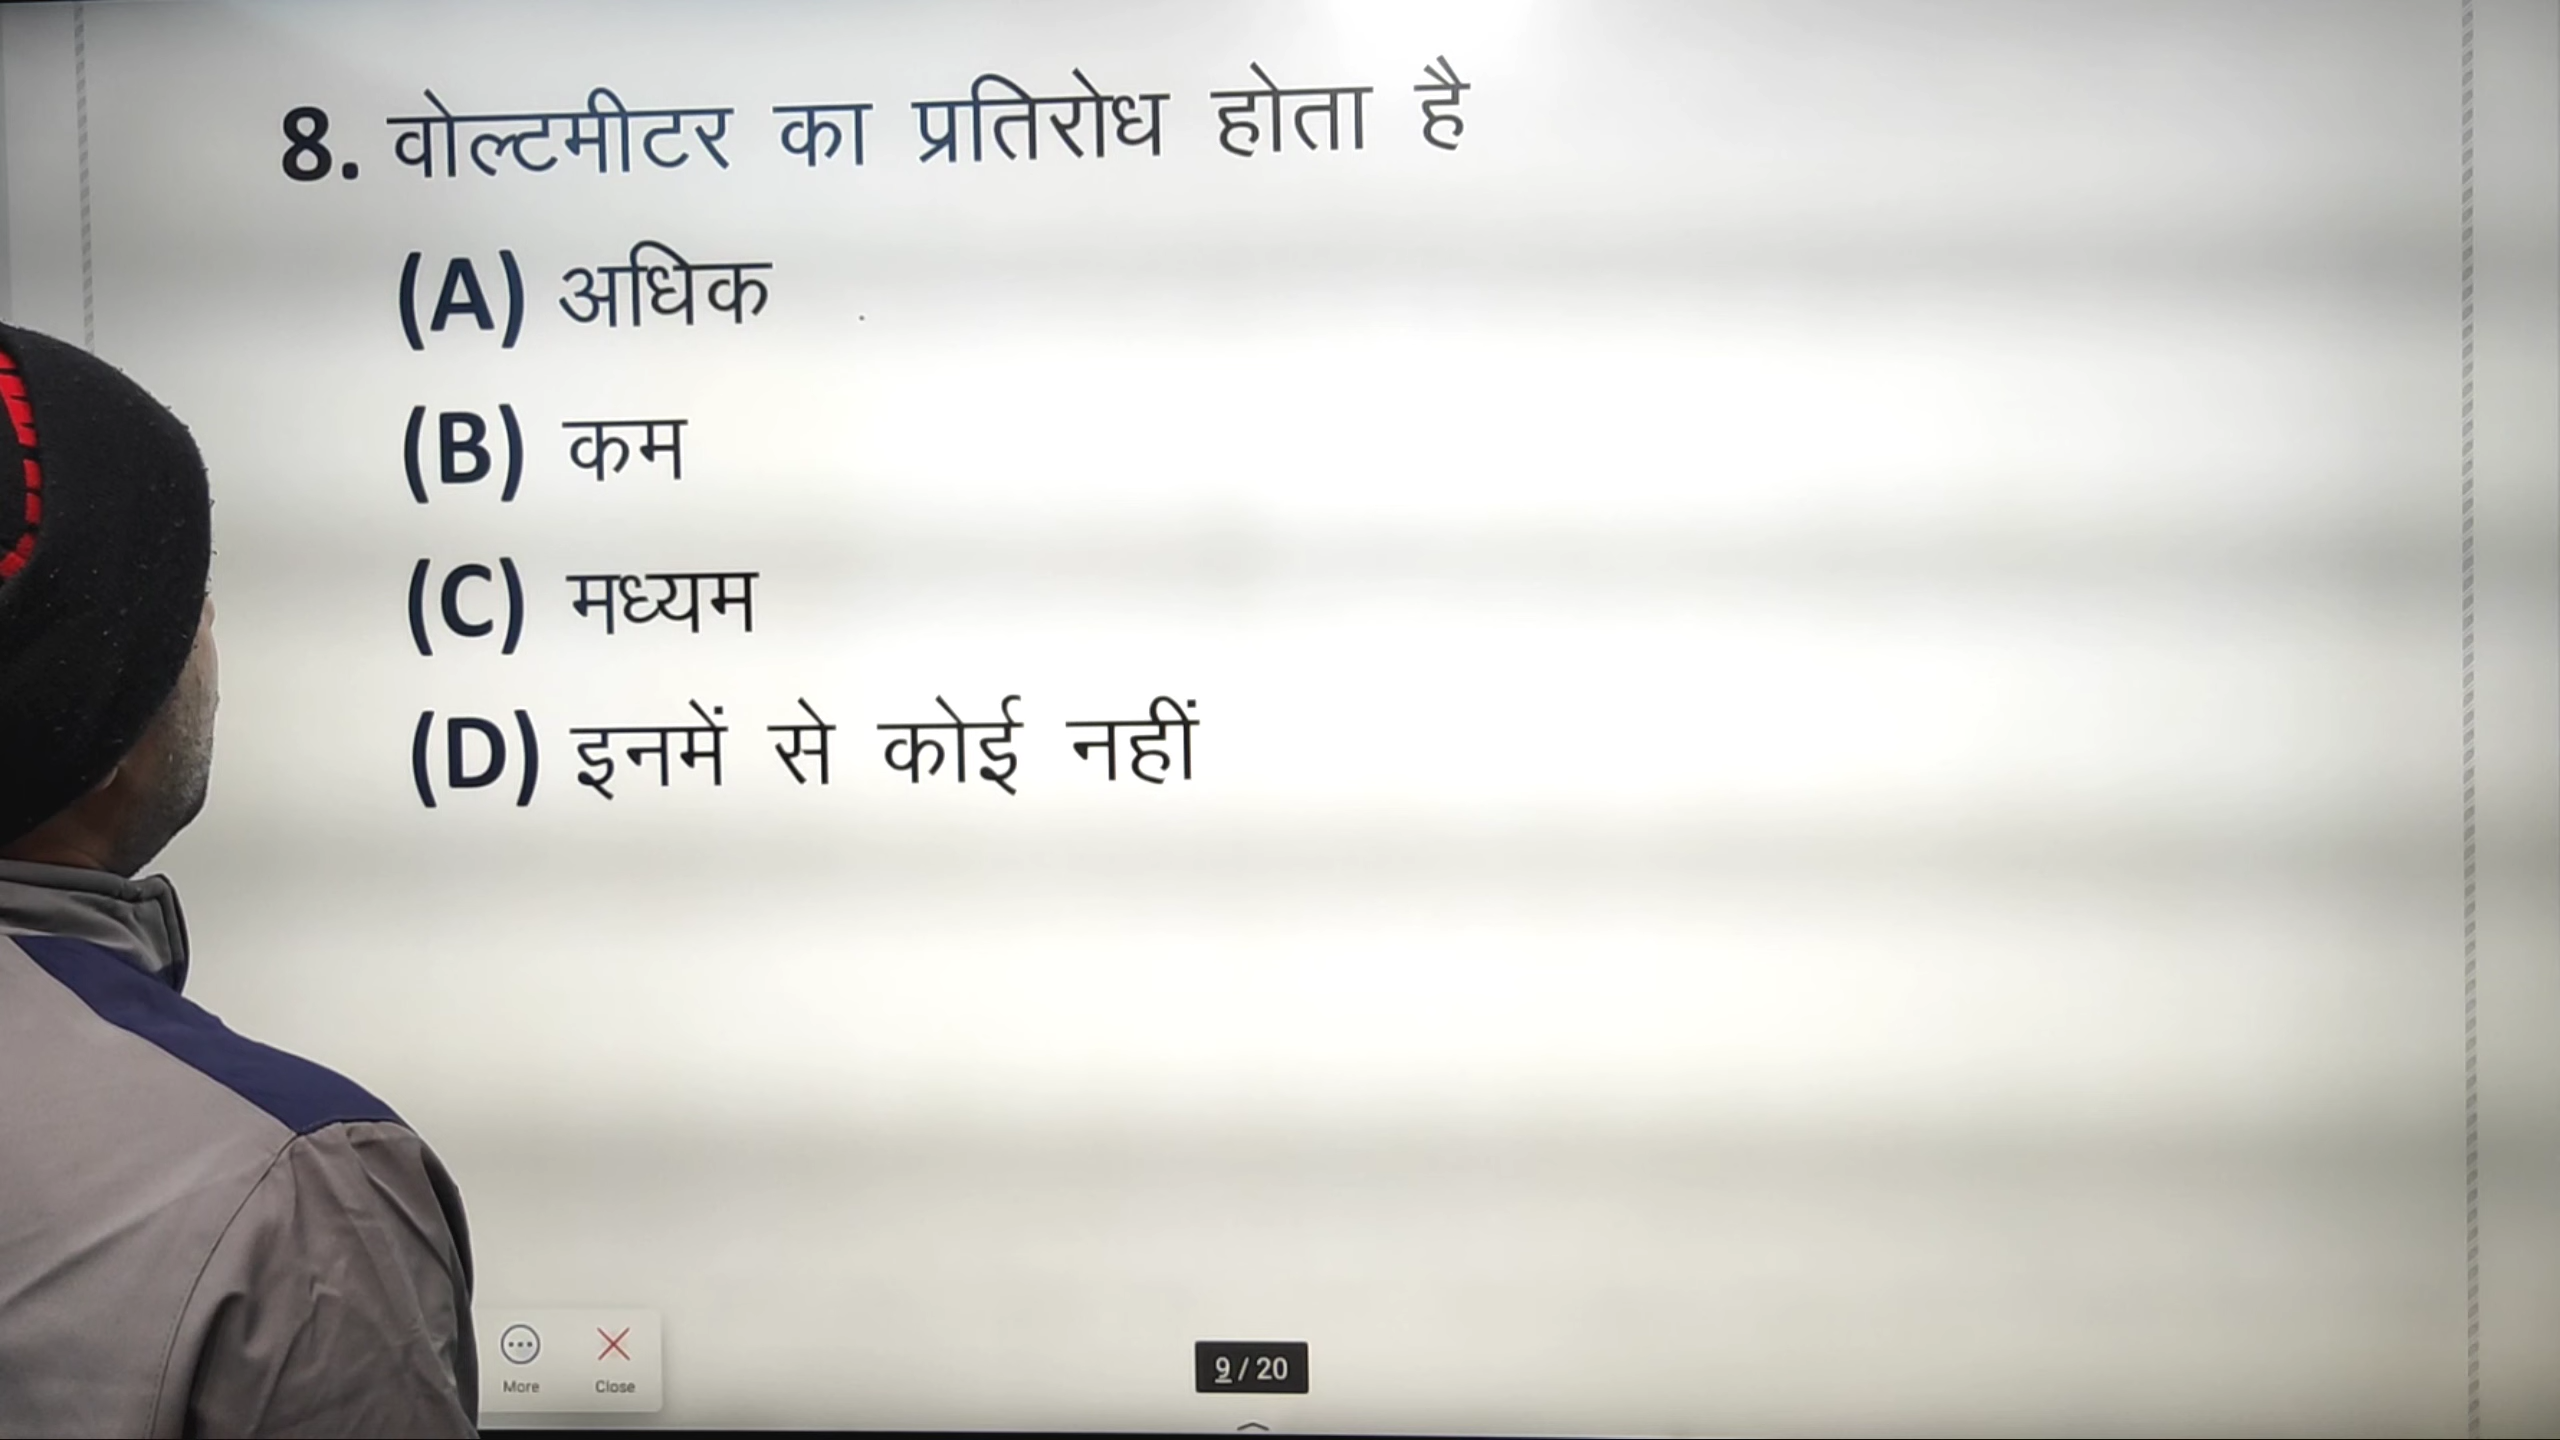 8. वोल्टमीटर का प्रतिरोध होता है
(A) अधिक
(B) कम
(C) मध्यम
(D) इनमें से कोई नहीं
More Close
9 / 20